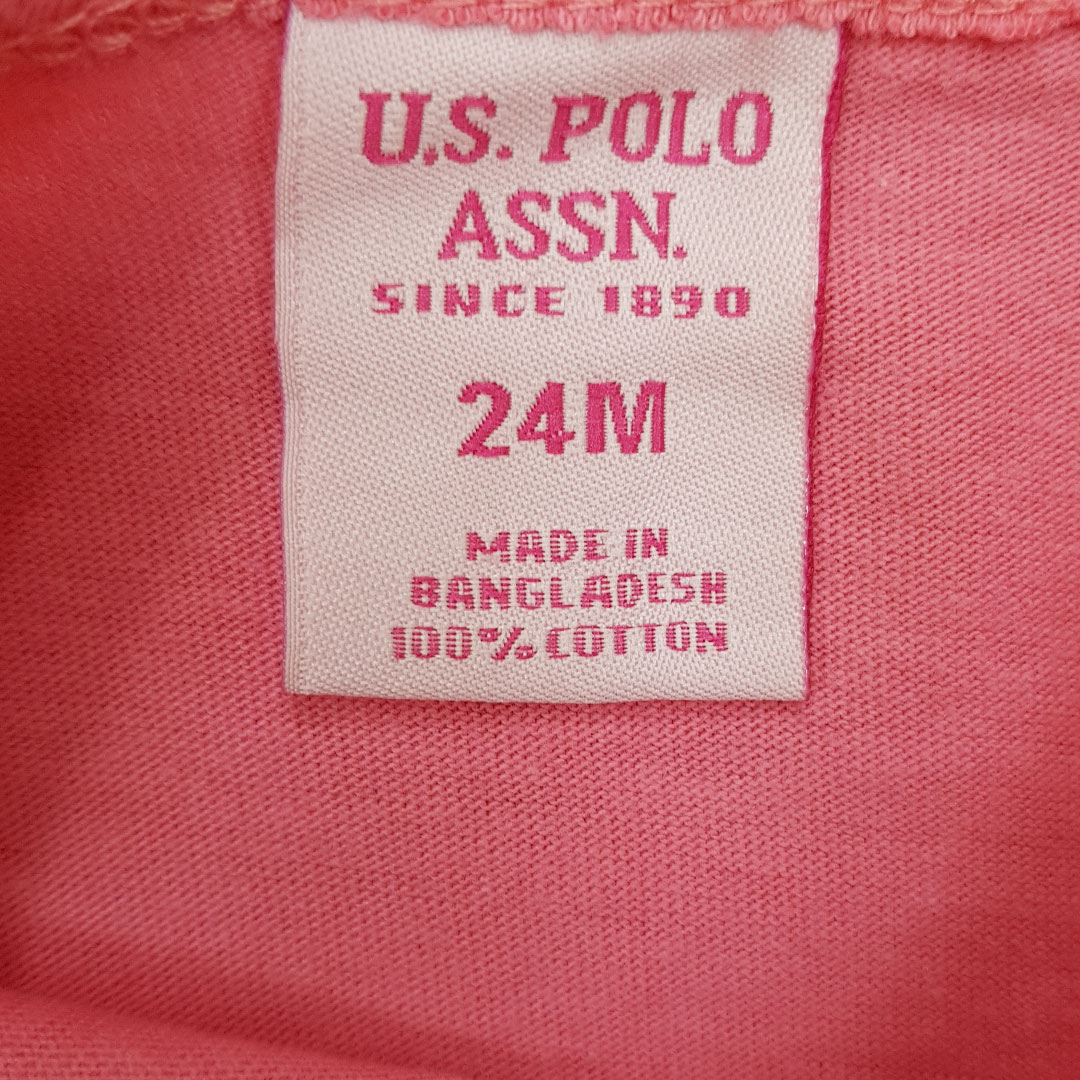 U.S. POLO
ASSN.
SINCE 1890
24M
MADE IN
BANGLADESH
100% COTTON